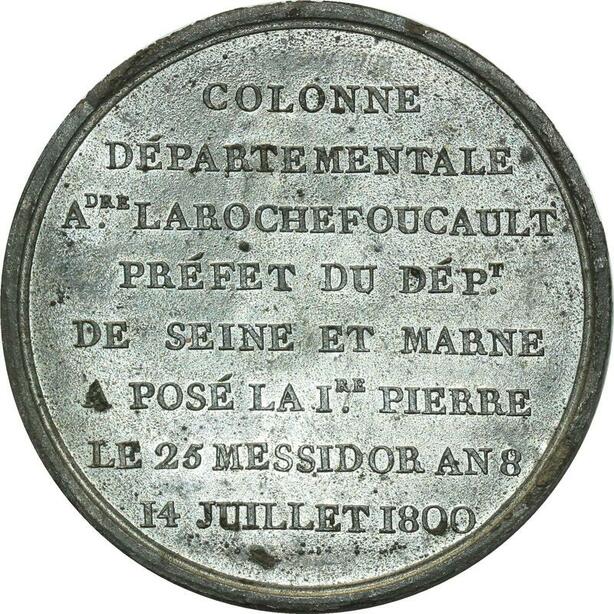 COLONNE
DÉPARTEMENTALE
A.DRE LAROCHEFOUCAULT
PRÉFET DU DÉP.T
DE SEINE ET MARNE
A POSÉ LA I.RE PIERRE
LE 25 MESSIDOR AN 8
14 JUILLET 1800